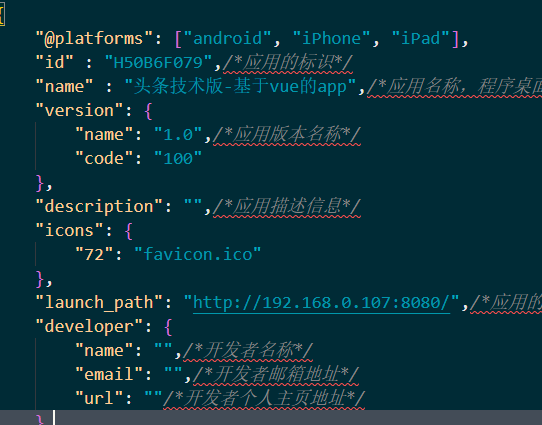 {
"@platforms": ["android", "iPhone", "iPad"],
"id" : "H50B6F079",/*应用的标识*/
"name" : "头条技术版-基于vue的app",/*应用名称，程序桌面
"version": {
"name": "1.0",/*应用版本名称*/
"code": "100"
},
"description": "",/*应用描述信息*/
"icons": {
"72": "favicon.ico"
},
"launch_path": "http://192.168.0.107:8080/",/*应用的
"developer": {
"name": "",/*开发者名称*/
"email": "",/*开发者邮箱地址*/
"url": ""/*开发者个人主页地址*/
}